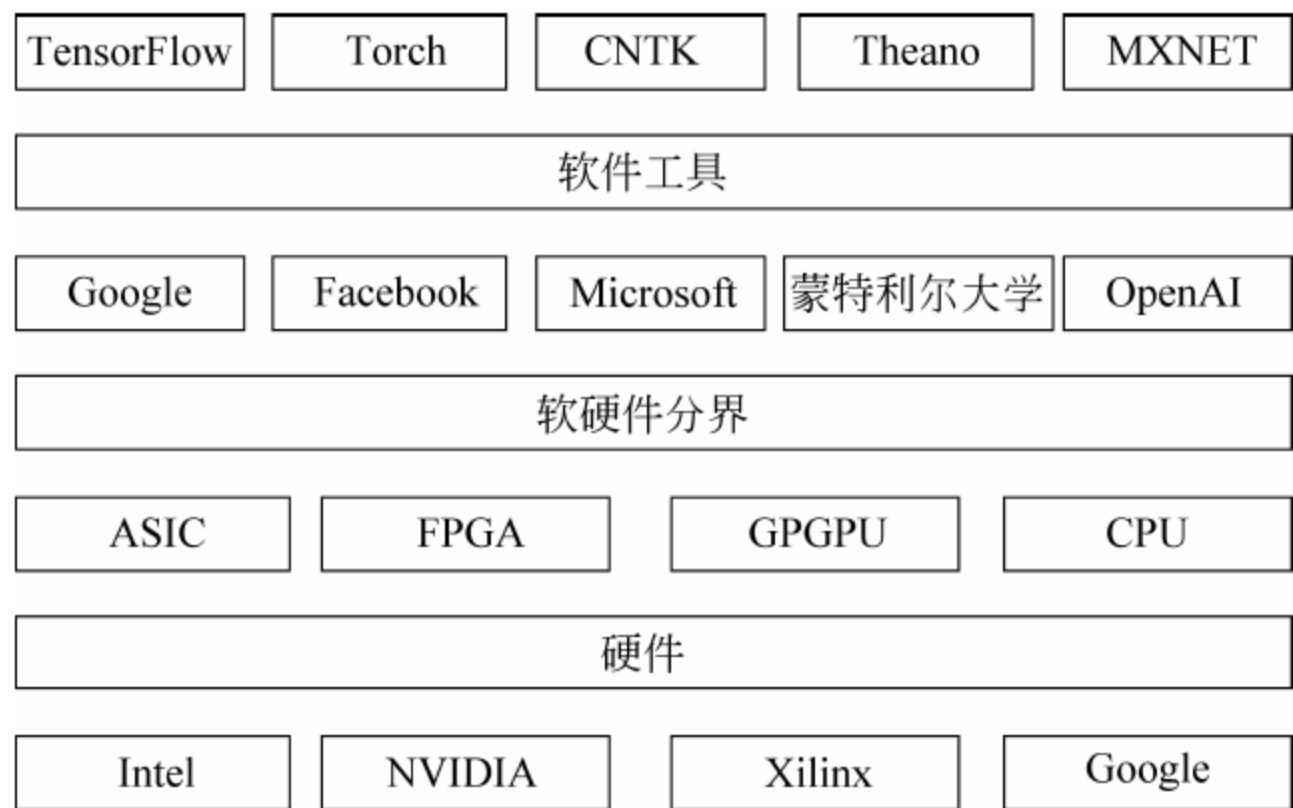 TensorFlow Torch CNTK Theano MXNET
软件工具
Google Facebook Microsoft 蒙特利尔大学 OpenAI
软硬件分界
ASIC FPGA GPGPU CPU
硬件
Intel NVIDIA Xilinx Google